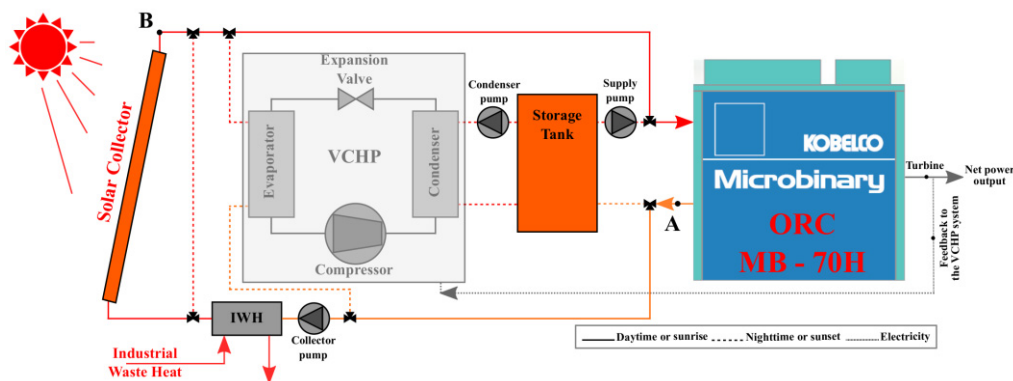 B
Solar Collector
Expansion
Valve
Evaporator
VCHP
Condenser
Compressor
Condenser
pump
Storage
Tank
Supply
pump
KOBELCO
Microbinary
ORC
MB - 70H
A
Turbine
Net power
output
Feedback to
the VCHP system
IWH
Collector
pump
Industrial
Waste Heat
Daytime or sunrise
Nighttime or sunset
Electricity